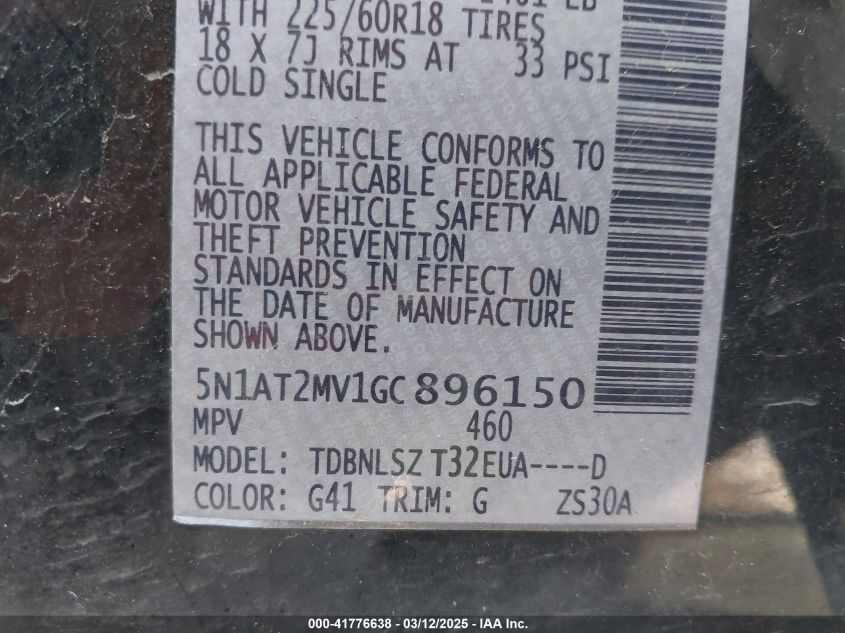 WITH 225/60R18 TIRES
18 X 7J RIMS AT 33 PSI
COLD SINGLE
THIS VEHICLE CONFORMS TO
ALL APPLICABLE FEDERAL
MOTOR VEHICLE SAFETY AND
THEFT PREVENTION
STANDARDS IN EFFECT ON
THE DATE OF MANUFACTURE
SHOWN ABOVE.
5N1AT2MV1GC896150
MPV 460
MODEL: TDBNLSZ T32EUA----D
COLOR: G41 TRIM: G ZS30A
000-41776638 - 03/12/2025 - IAA Inc.